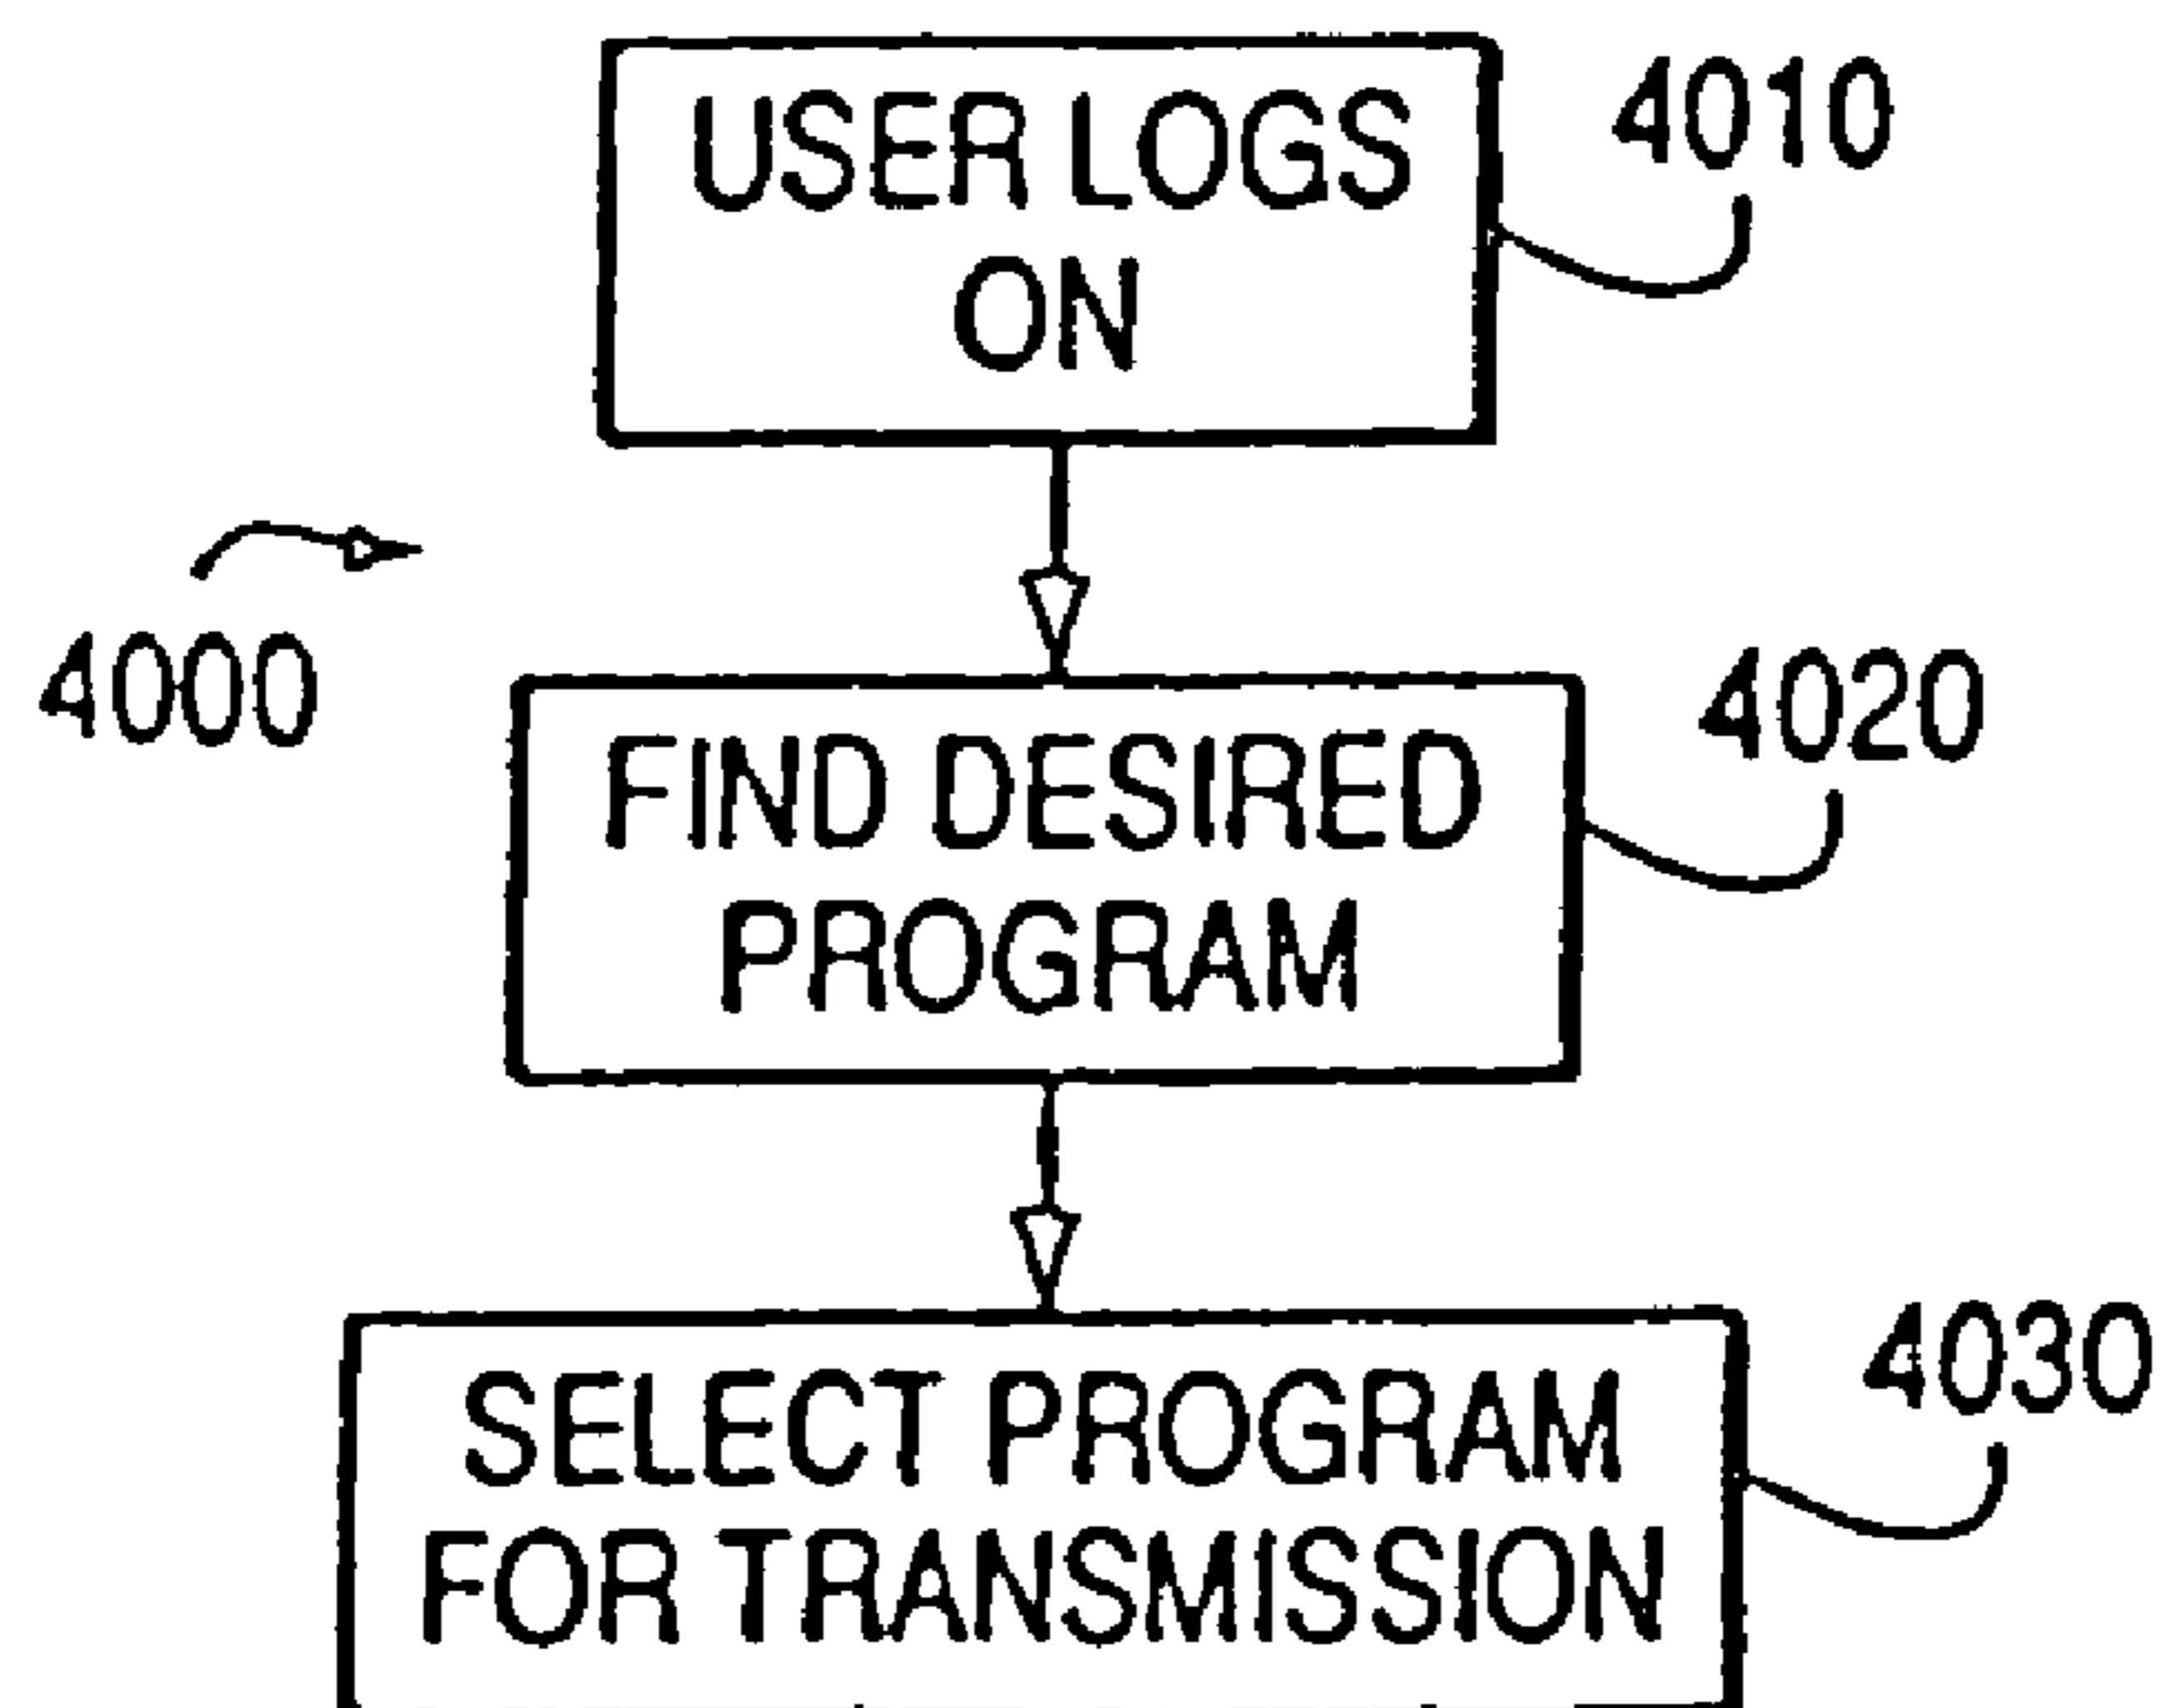 USER LOGS
ON
4010
4000
FIND DESIRED
PROGRAM
4020
SELECT PROGRAM
FOR TRANSMISSION
4030